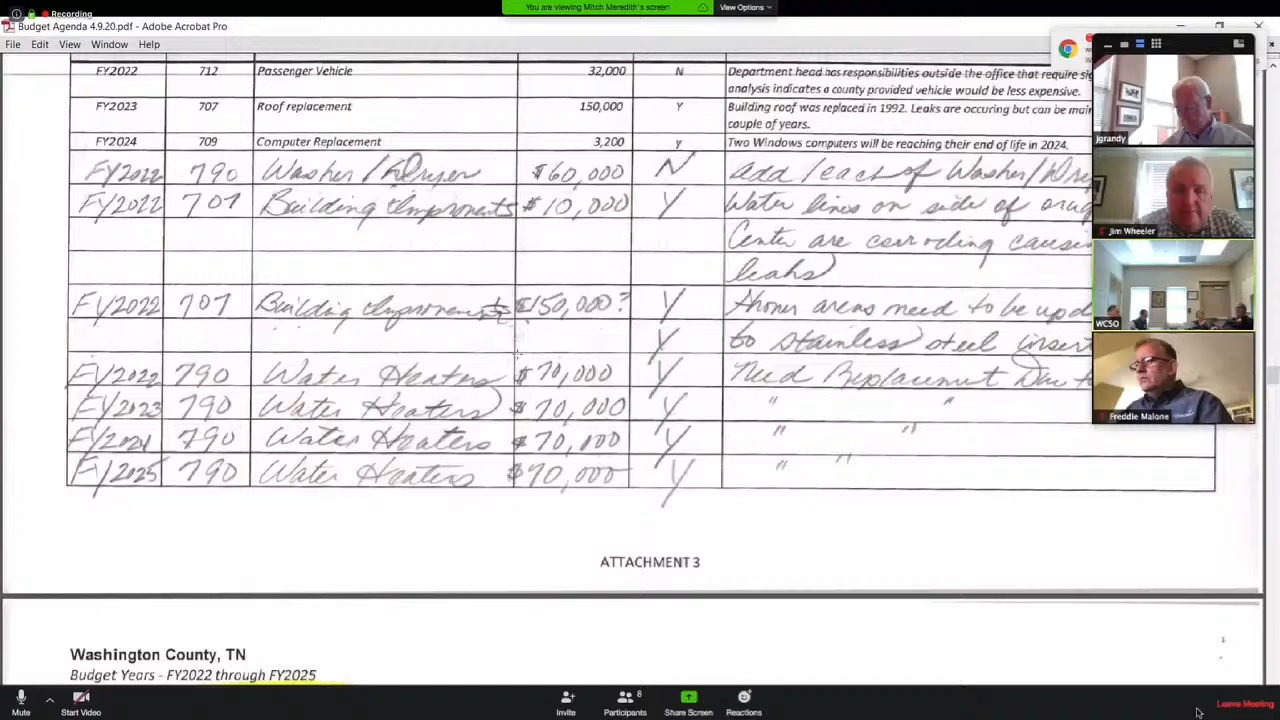 Recording
You are viewing Mitch Meredith's screen
View Options
Budget Agenda 4.9.20.pdf - Adobe Acrobat Pro
File Edit View Window Help
FY2022 712 Passenger Vehicle 32,000 N Department head has responsibilities outside the office that require
analysis indicates a county provided vehicle would be less expensive.
FY2023 707 Roof replacement 150,000 Y Building roof was replaced in 1992. Leaks are occuring but can be
couple of years.
FY2024 709 Computer Replacement 3,200 y Two Windows computers will be reaching their end of life in 2024.
FY2022 790 Washer/Dryer $60,000 N add 1 each of Washer/
FY2022 707 Building $10,000 Y Water lines on side of
Center are corroding
leaks
FY2022 707 Building $150,000? Y areas need to be
Y to stainless steel
FY2022 790 Water Heaters $70,000 Y Need Replacement Due
FY2023 790 Water Heaters $70,000 Y " "
FY2024 790 Water Heaters $70,000 Y " "
FY2025 790 Water Heaters $70,000 Y " "
ATTACHMENT 3
Washington County, TN
Budget Years - FY2022 through FY2025
jgrandy
Jim Wheeler
WCSO
Freddie Malone
Mute
Start Video
Invite
Participants 8
Share Screen
Reactions
Leave Meeting